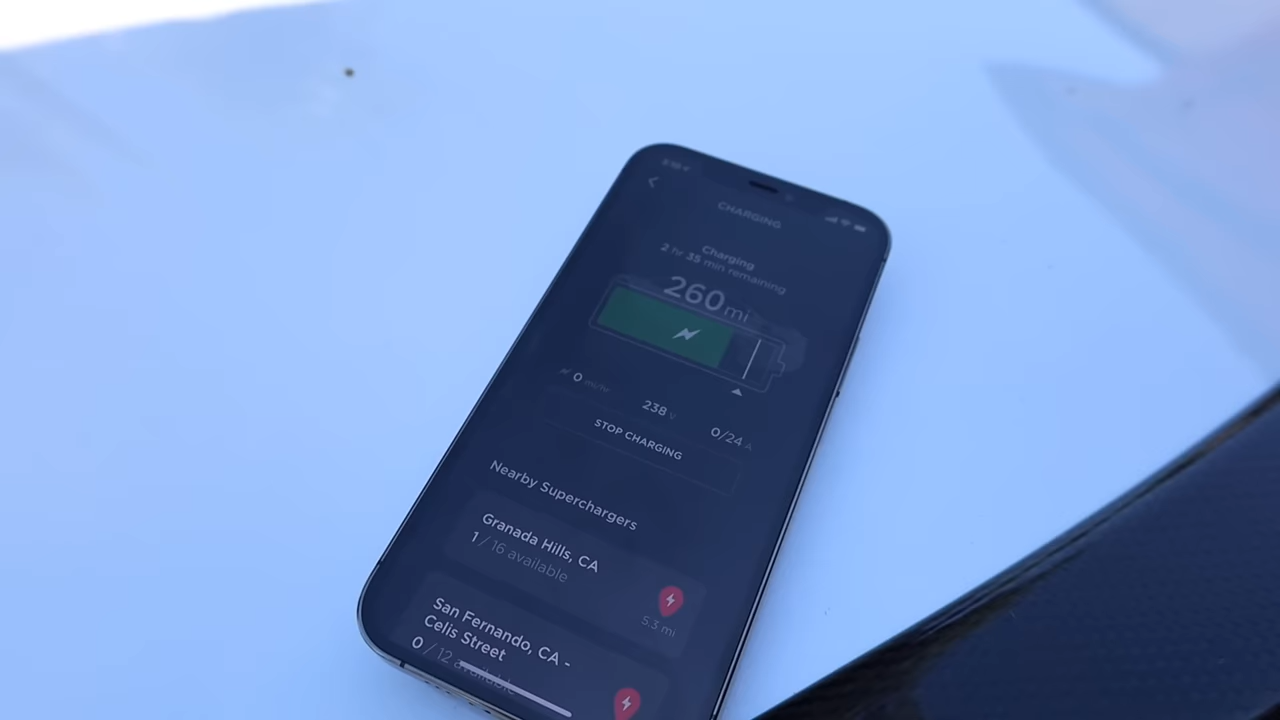 CHARGING
Charging
2 hr 35 min remaining
260 mi
0 mi/hr
238 V
0/24 A
STOP CHARGING
Nearby Superchargers
Granada Hills, CA
1 / 16 available
5.3 mi
San Fernando, CA -
Celis Street
0 / 12 available